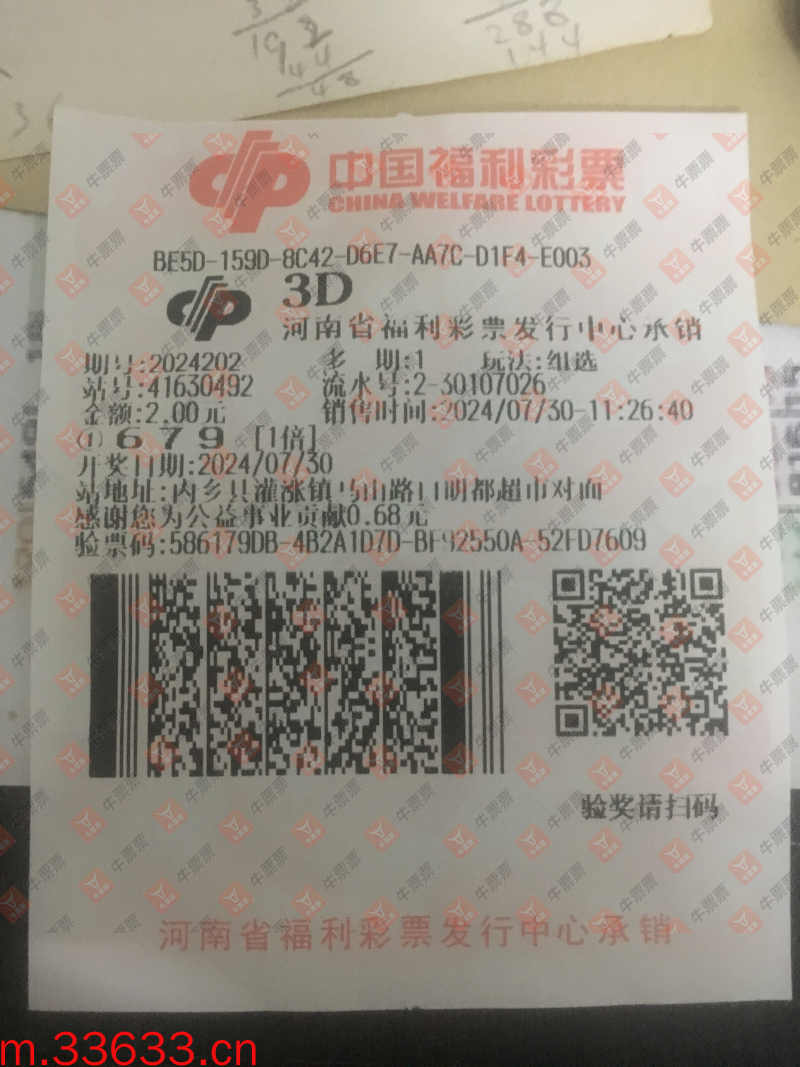 19
288
144
48
中国福利彩票
CHINA WELFARE LOTTERY
BE5D-159D-8C42-D6E7-AA7C-D1F4-E003
3D
河南省福利彩票发行中心承销
期号:2024202 多 期:1 玩法:组选
站号:41630492 流水号:2-30107026
金额:2.00元 销售时间:2024/07/30-11:26:40
① 6 7 9 [1倍]
开奖日期:2024/07/30
站地址:内乡县灌涨镇马山路口明都超市对面
感谢您为公益事业贡献0.68元
验票码:586179DB-4B2A1D7D-BF92550A-52FD7609
验奖请扫码
河南省福利彩票发行中心承销
牛票票
m.33633.cn